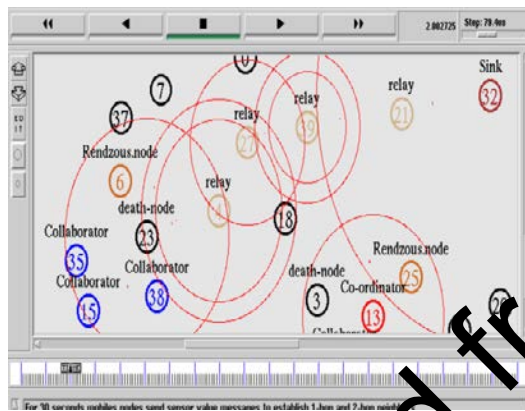 2.002725
Step: 79.4ms
0
Sink
32
7
relay
39
21
relay
27
37
Rendzous.node
6
relay
death-node
23
18
Collaborator
35
Collaborator
38
Collaborator
15
Rendzous.node
25
death-node
3
Co-ordinator
13
Collaborator
For 30 seconds mobiles nodes send sensor value messages to establish 1-hop and 2-hop